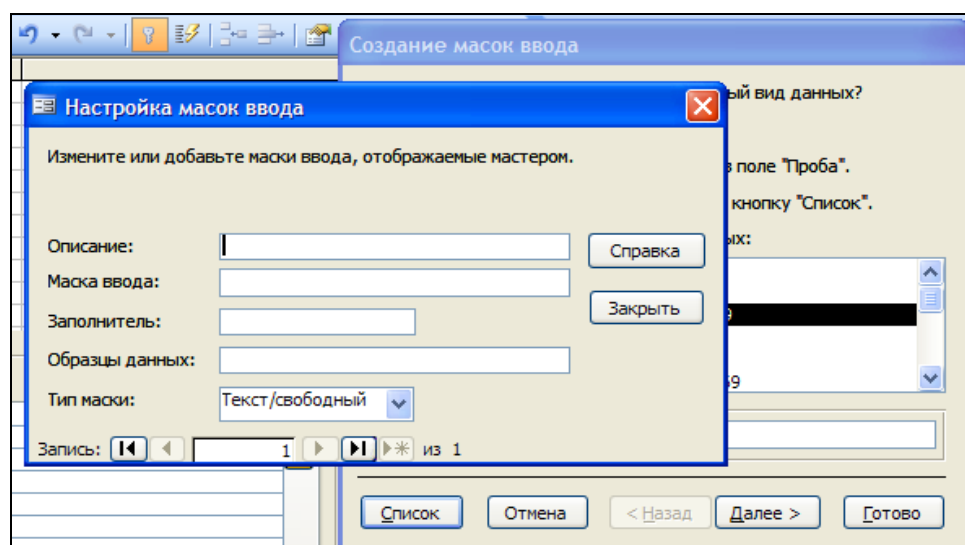 Создание масок ввода
Настройка масок ввода
вид данных?
Измените или добавьте маски ввода, отображаемые мастером.
поле "Проба".
кнопку "Список".
Описание:
Справка
Маска ввода:
Закрыть
Заполнитель:
Образцы данных:
Тип маски:
Текст/свободный
Запись: 1 из 1
Список Отмена < Назад Далее > Готово